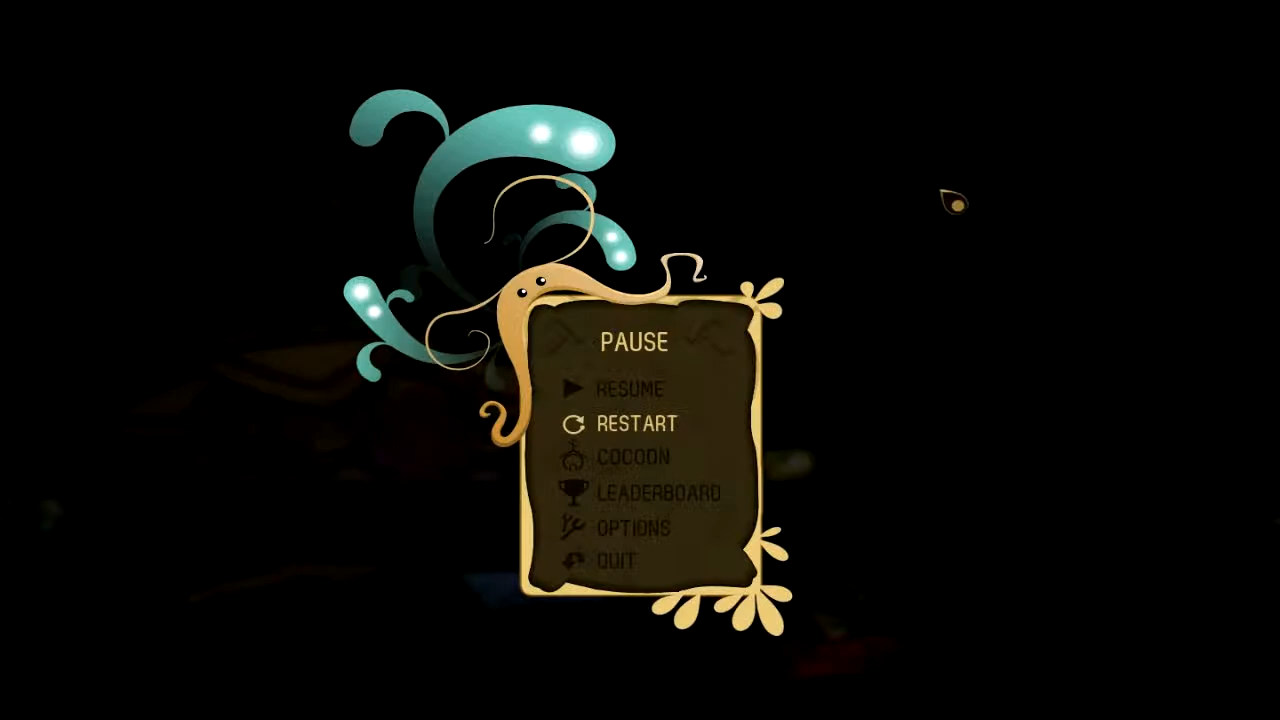 PAUSE
RESUME
RESTART
COCOON
LEADERBOARD
OPTIONS
QUIT